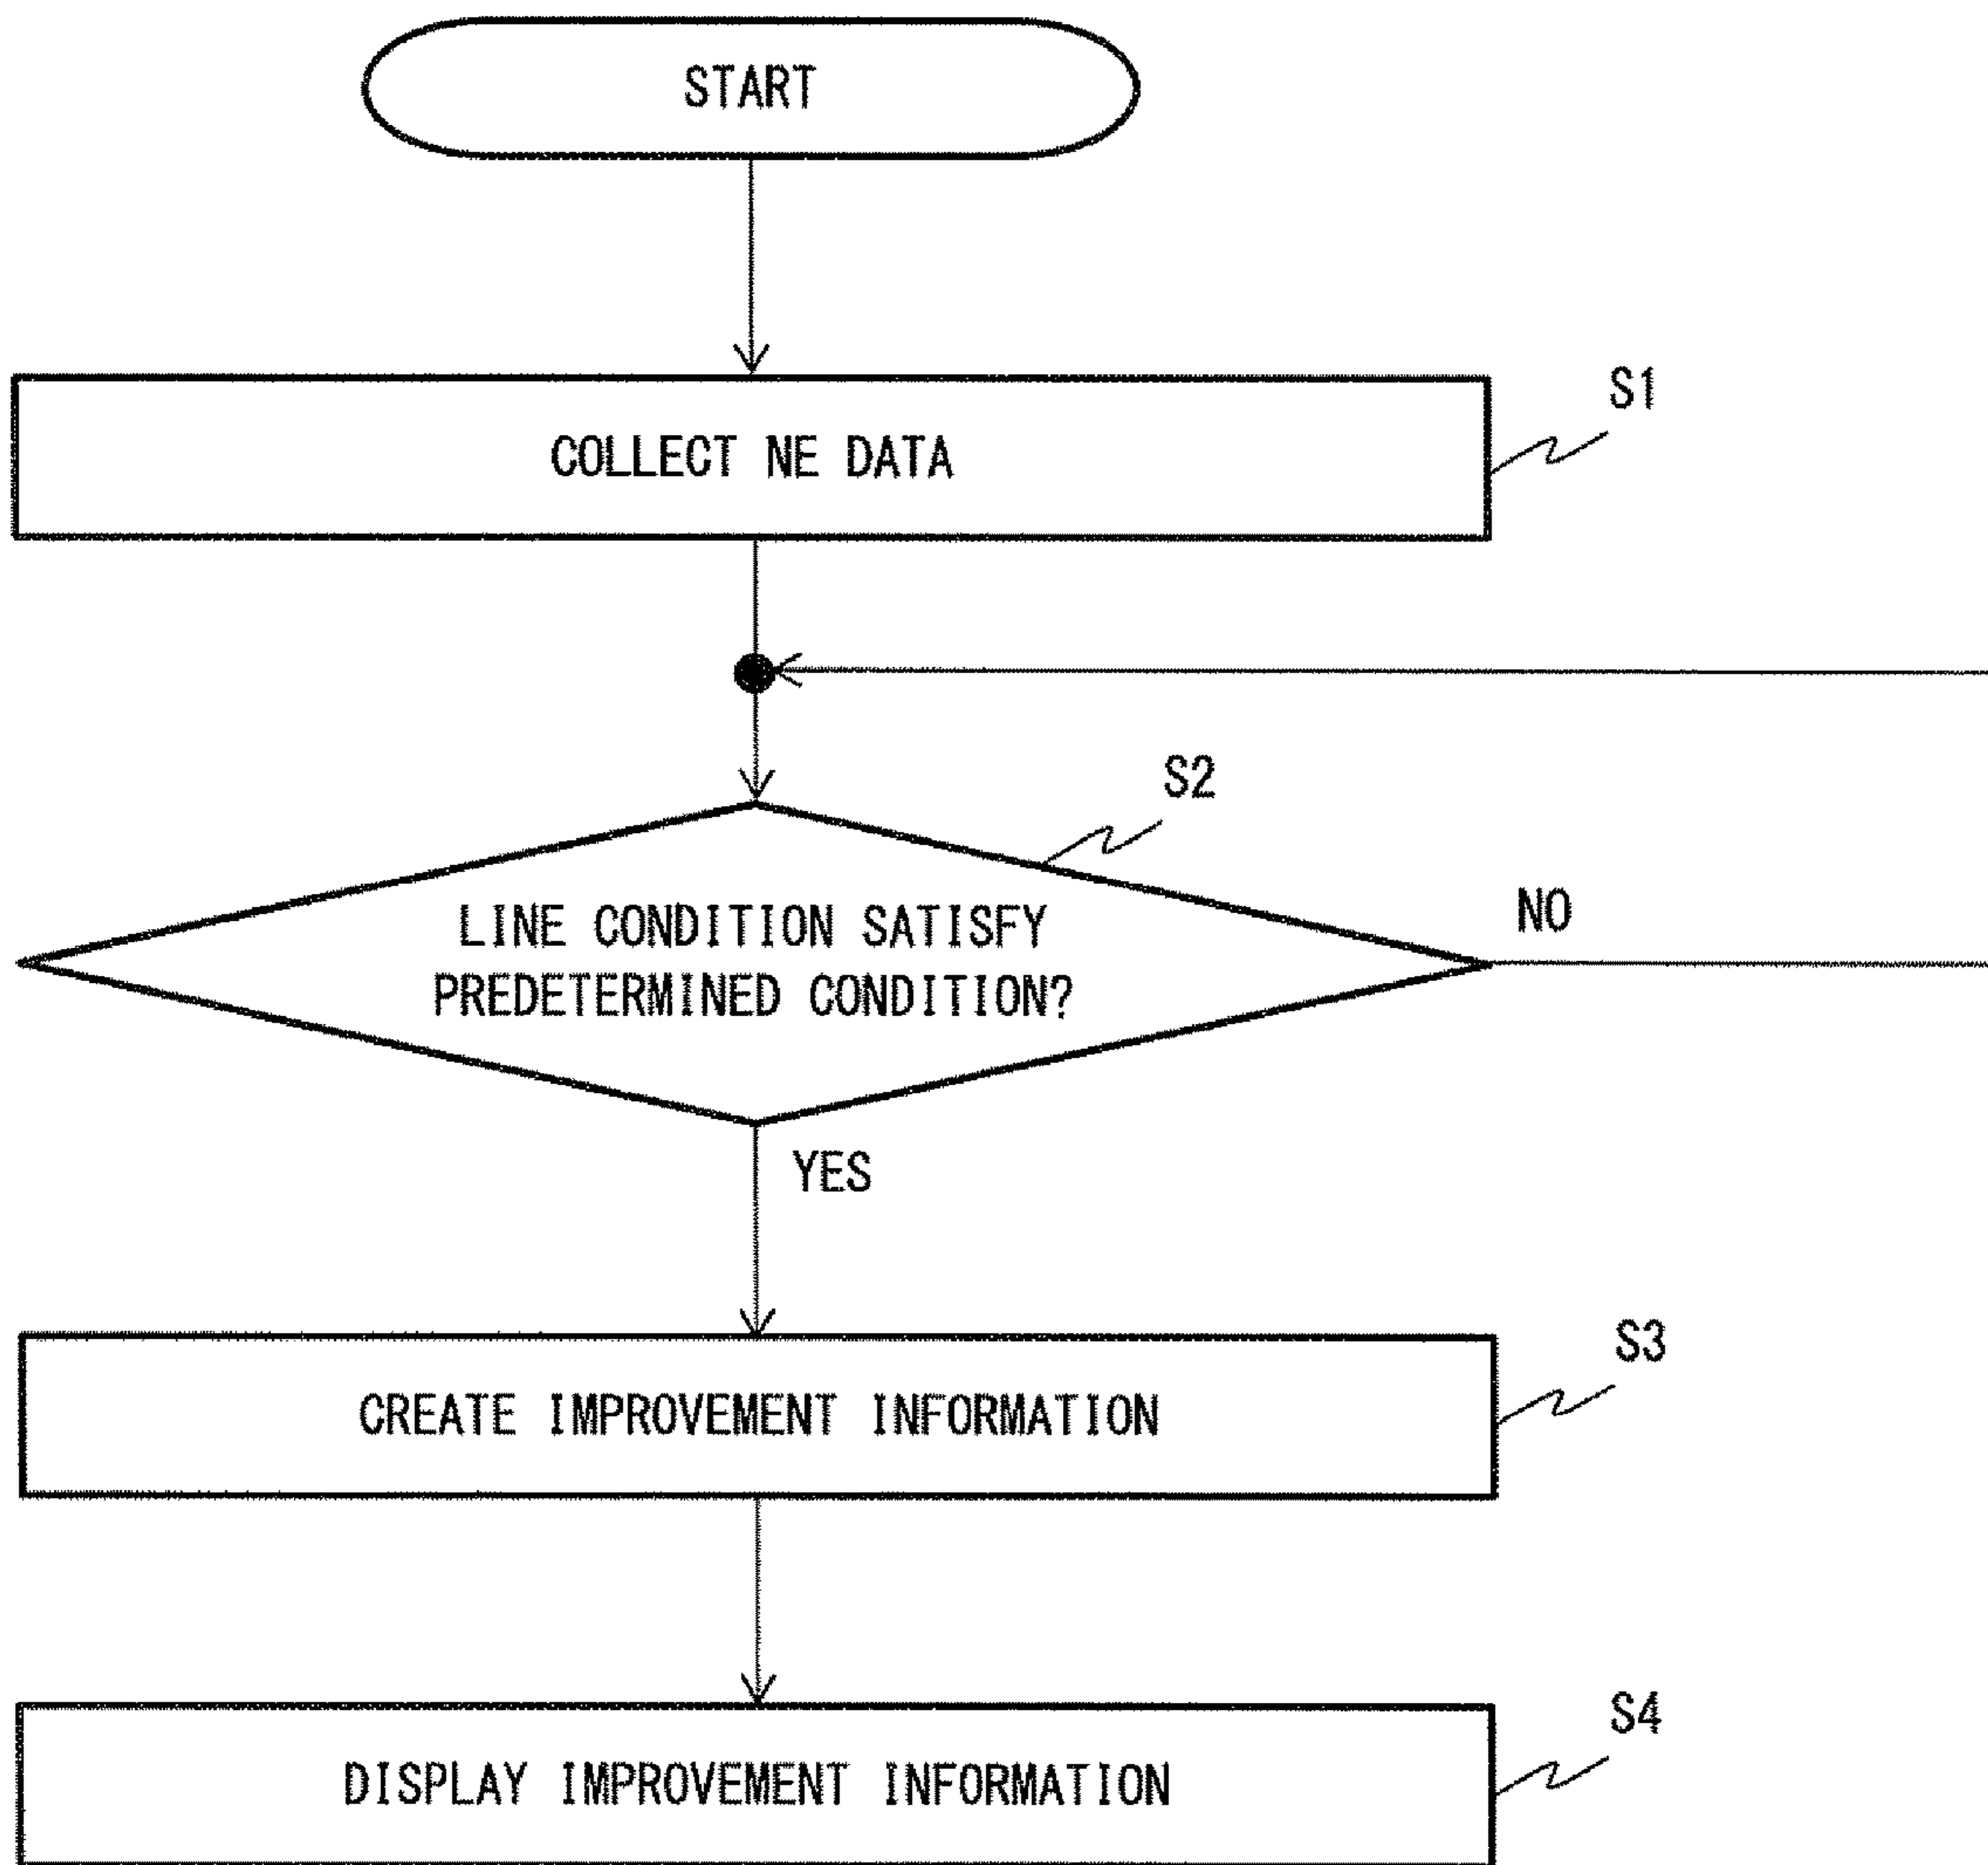 START
S1
COLLECT NE DATA
S2
LINE CONDITION SATISFY
PREDETERMINED CONDITION?
NO
YES
S3
CREATE IMPROVEMENT INFORMATION
S4
DISPLAY IMPROVEMENT INFORMATION